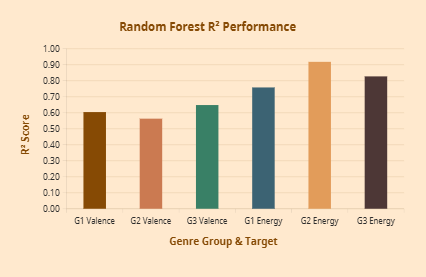 Random Forest R² Performance
R² Score
1.00
0.90
0.80
0.70
0.60
0.50
0.40
0.30
0.20
0.10
0.00
G1 Valence G2 Valence G3 Valence G1 Energy G2 Energy G3 Energy
Genre Group & Target